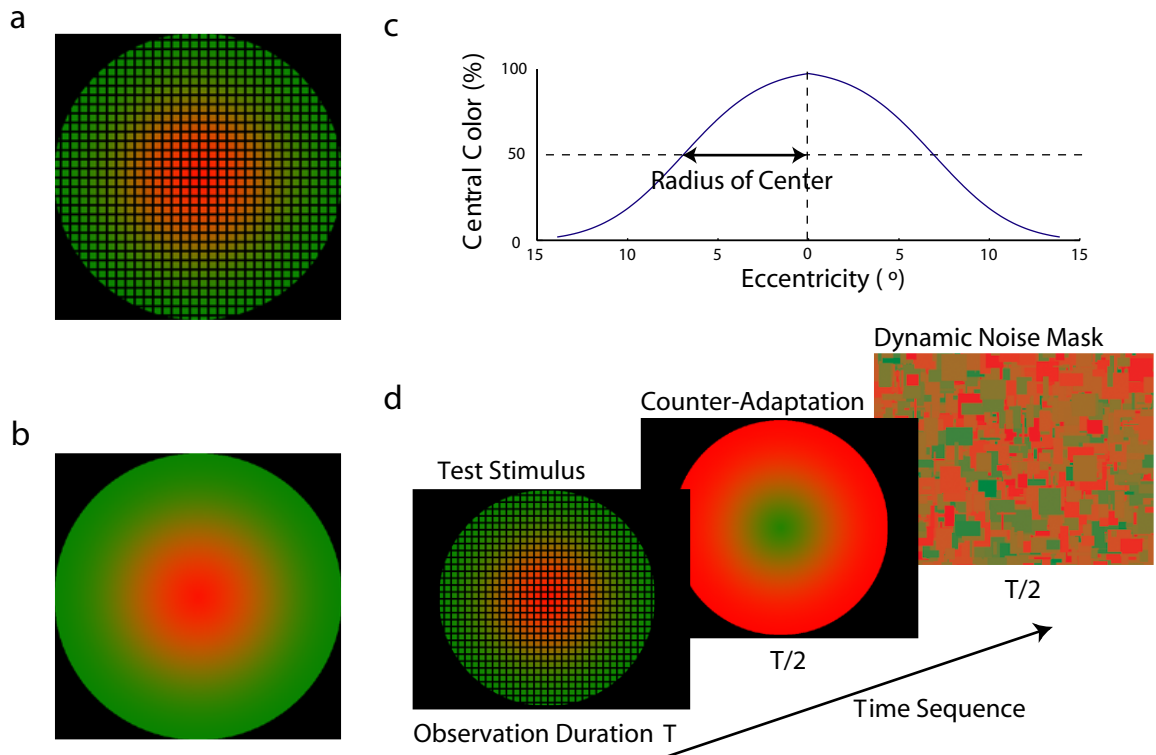 a
b
c
100
50
0
Central Color (%)
Radius of Center
15 10 5 0 5 10 15
Eccentricity ( º)
d
Test Stimulus
Observation Duration T
Counter-Adaptation
T/2
Dynamic Noise Mask
T/2
Time Sequence